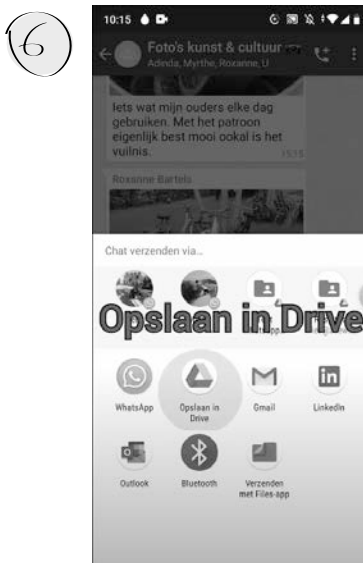 6
10:15
Foto's kunst & cultuur
Adinda, Myrthe, Roxanne, U
Iets wat mijn ouders elke dag
gebruiken. Met het patroon
eigenlijk best mooi ookal is het
vuilnis.
Roxanne Bartels
Chat verzenden via...
Opslaan in Drive
WhatsApp
Opslaan in
Drive
Gmail
LinkedIn
Outlook
Bluetooth
Verzenden
met Files-app